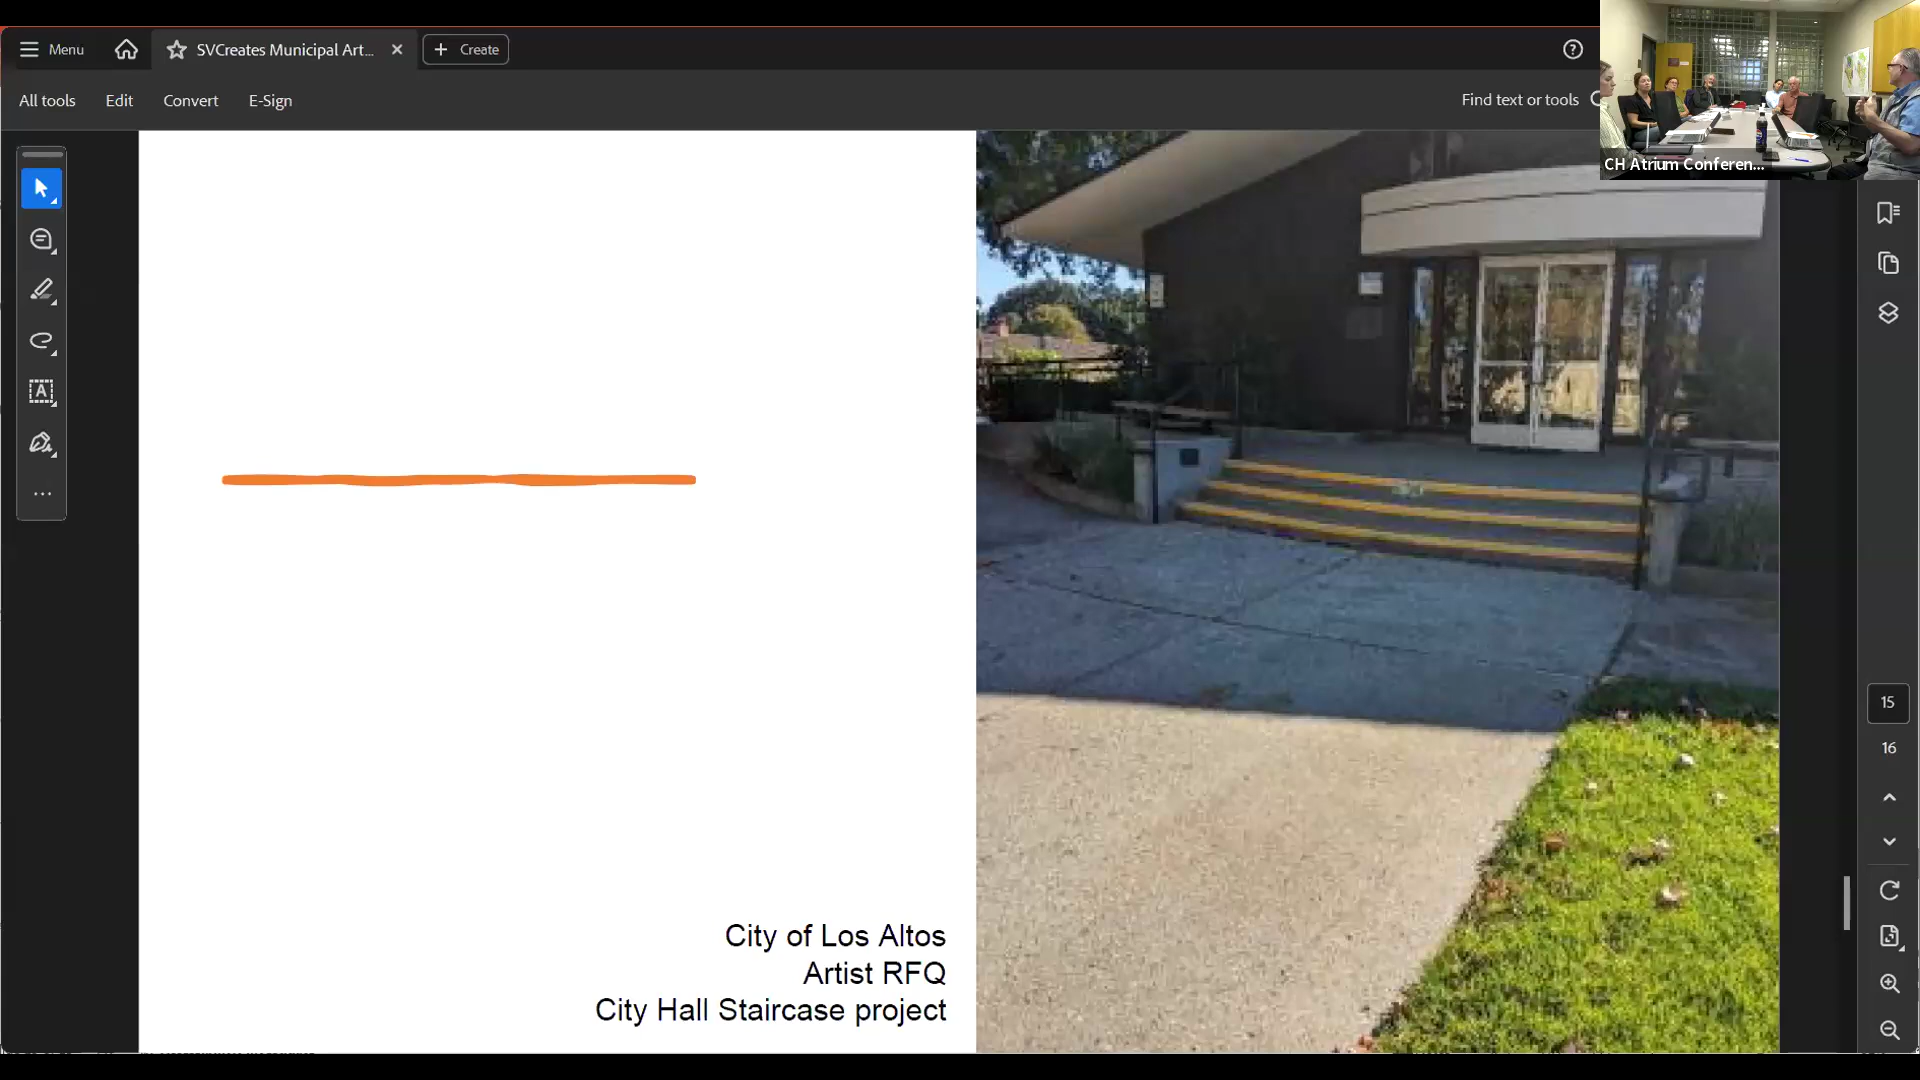 Menu
SVCreates Municipal Art...
Create
All tools
Edit
Convert
E-Sign
Find text or tools
CH Atrium Conferen...
City of Los Altos
Artist RFQ
City Hall Staircase project
15
16